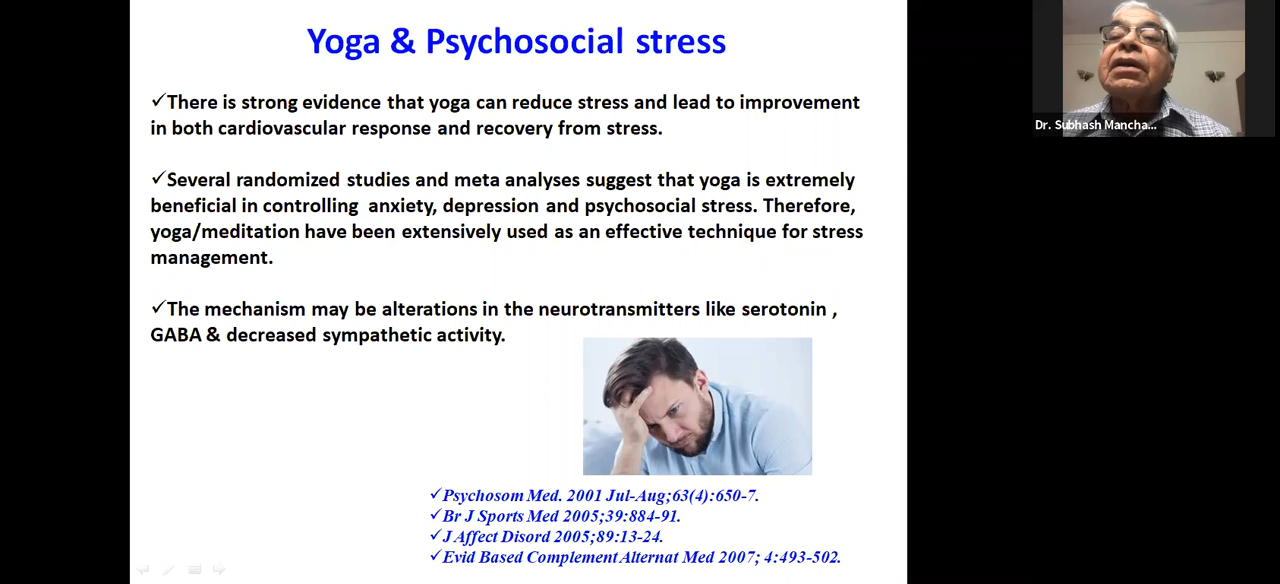 Yoga & Psychosocial stress
✓There is strong evidence that yoga can reduce stress and lead to improvement
in both cardiovascular response and recovery from stress.
✓Several randomized studies and meta analyses suggest that yoga is extremely
beneficial in controlling anxiety, depression and psychosocial stress. Therefore,
yoga/meditation have been extensively used as an effective technique for stress
management.
✓The mechanism may be alterations in the neurotransmitters like serotonin ,
GABA & decreased sympathetic activity.
✓Psychosom Med. 2001 Jul-Aug;63(4):650-7.
✓Br J Sports Med 2005;39:884-91.
✓J Affect Disord 2005;89:13-24.
✓Evid Based Complement Alternat Med 2007; 4:493-502.
Dr. Subhash Mancha...